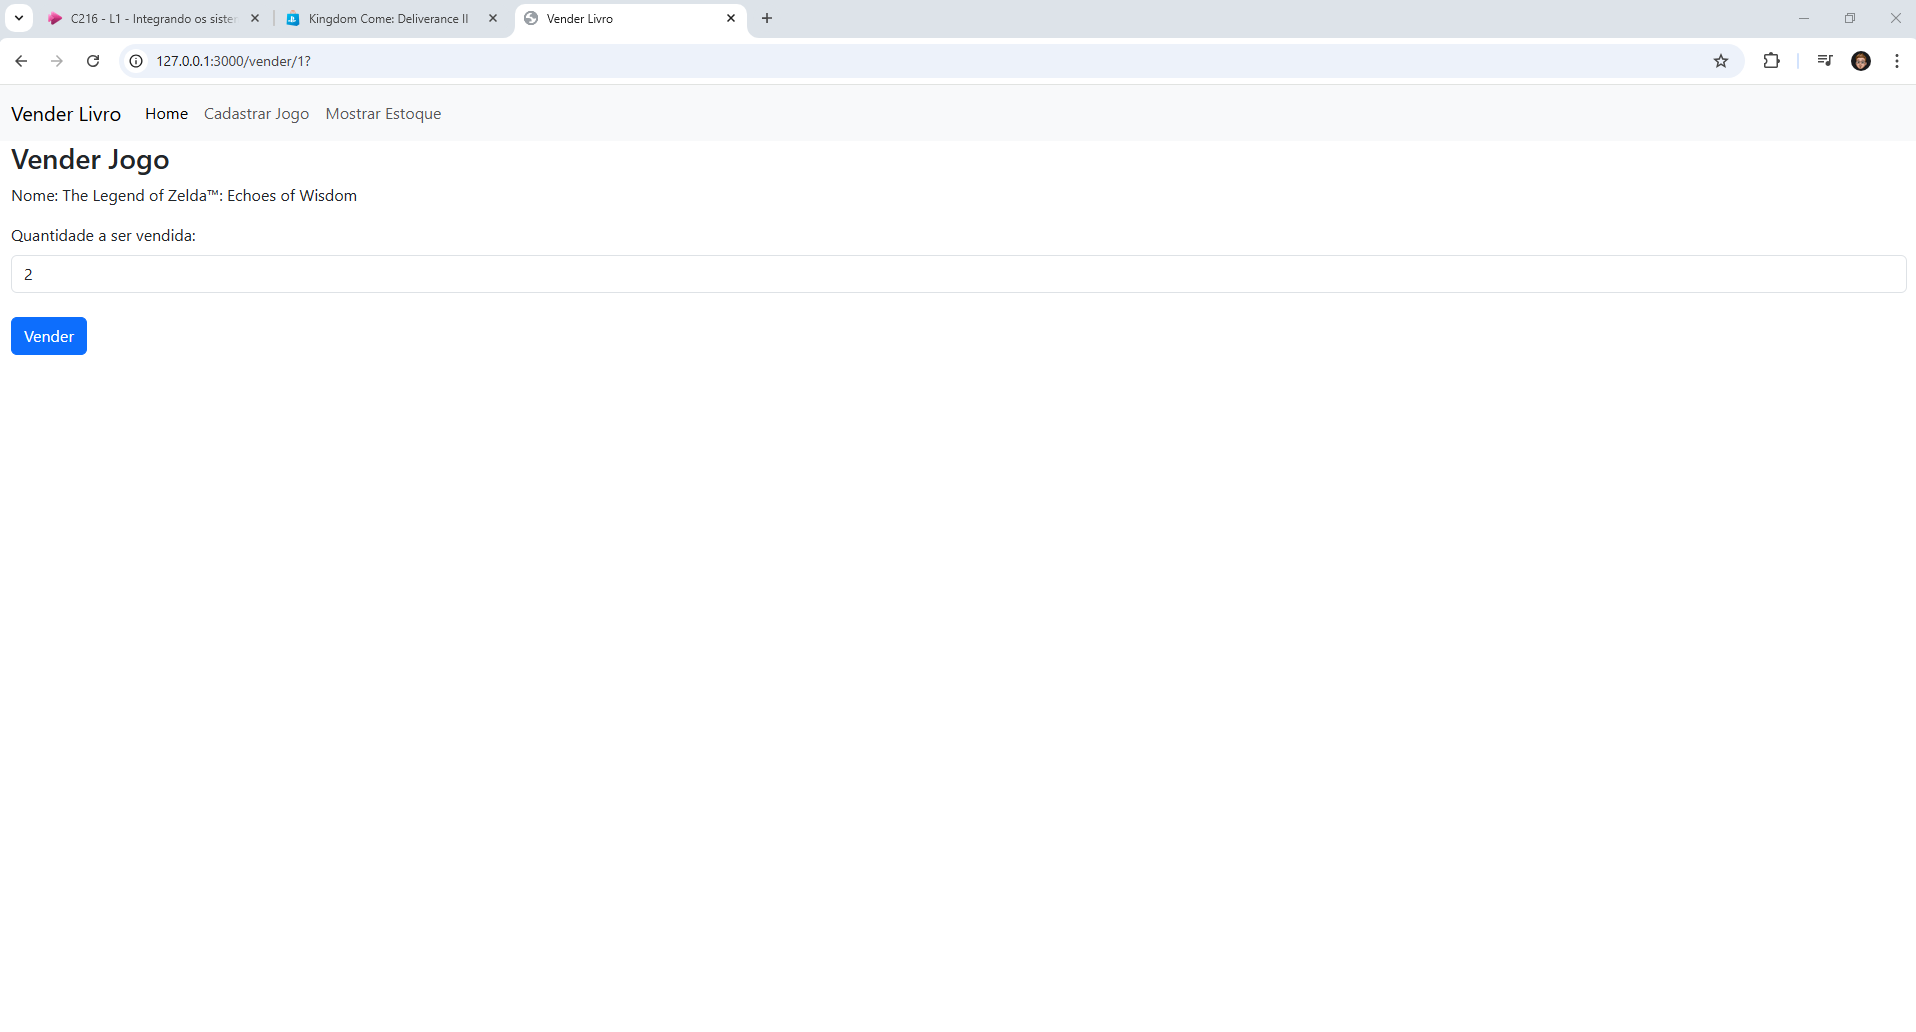 C216 - L1 - Integrando os sister
Kingdom Come: Deliverance II
Vender Livro
127.0.0.1:3000/vender/1?
Vender Livro Home Cadastrar Jogo Mostrar Estoque
Vender Jogo
Nome: The Legend of Zelda™: Echoes of Wisdom
Quantidade a ser vendida:
2
Vender